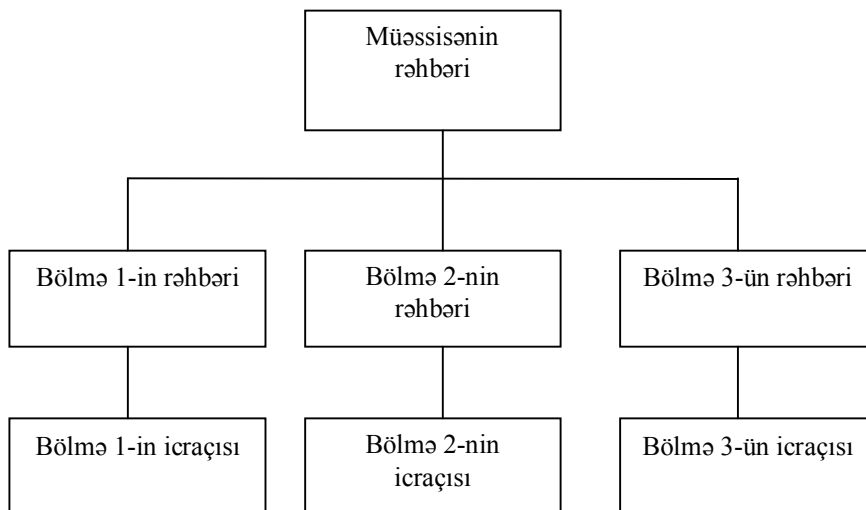 Müəssisənin
rəhbəri
Bölmə 1-in rəhbəri
Bölmə 2-nin
rəhbəri
Bölmə 3-ün rəhbəri
Bölmə 1-in icraçısı
Bölmə 2-nin
icraçısı
Bölmə 3-ün icraçısı